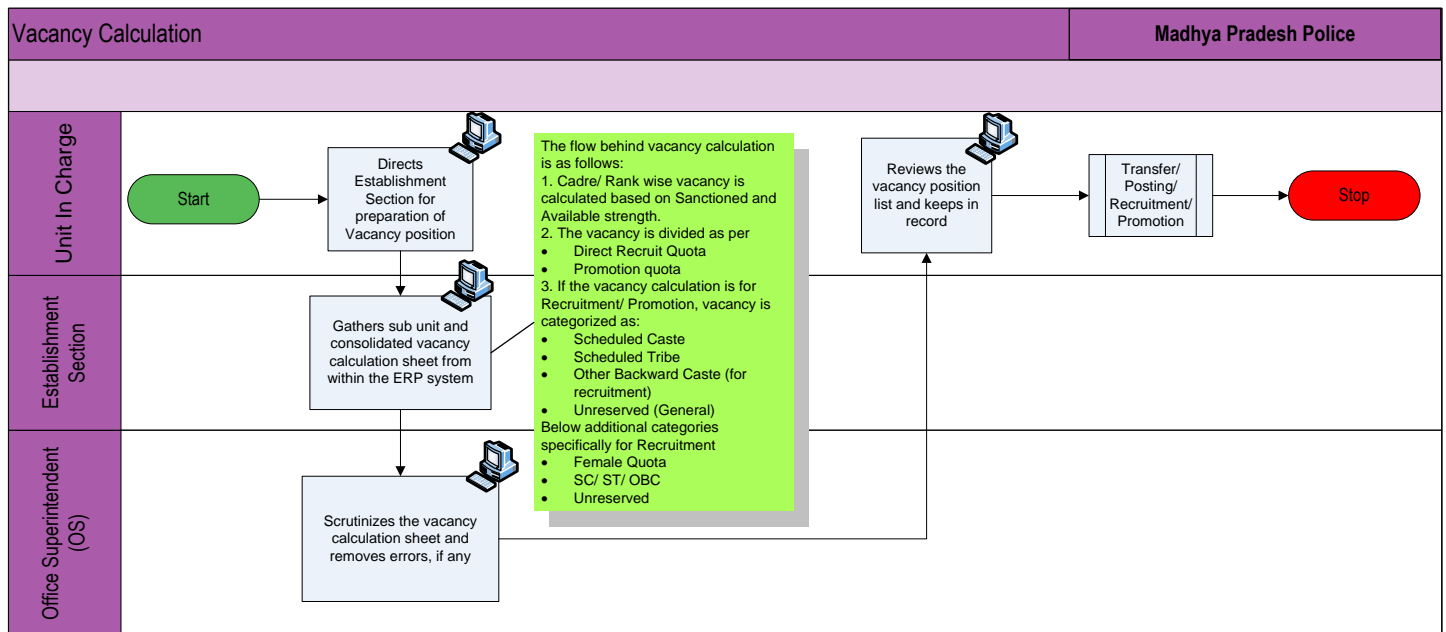 Vacancy Calculation
Madhya Pradesh Police
Unit In Charge
Start
Directs
Establishment
Section for
preparation of
Vacancy position
The flow behind vacancy calculation
is as follows:
1. Cadre/ Rank wise vacancy is
calculated based on Sanctioned and
Available strength.
2. The vacancy is divided as per
• Direct Recruit Quota
• Promotion quota
3. If the vacancy calculation is for
Recruitment/ Promotion, vacancy is
categorized as:
• Scheduled Caste
• Scheduled Tribe
• Other Backward Caste (for
recruitment)
• Unreserved (General)
Below additional categories
specifically for Recruitment
• Female Quota
• SC/ ST/ OBC
• Unreserved
Reviews the
vacancy position
list and keeps in
record
Transfer/
Posting/
Recruitment/
Promotion
Stop
Establishment
Section
Gathers sub unit and
consolidated vacancy
calculation sheet from
within the ERP system
Office Superintendent
(OS)
Scrutinizes the vacancy
calculation sheet and
removes errors, if any